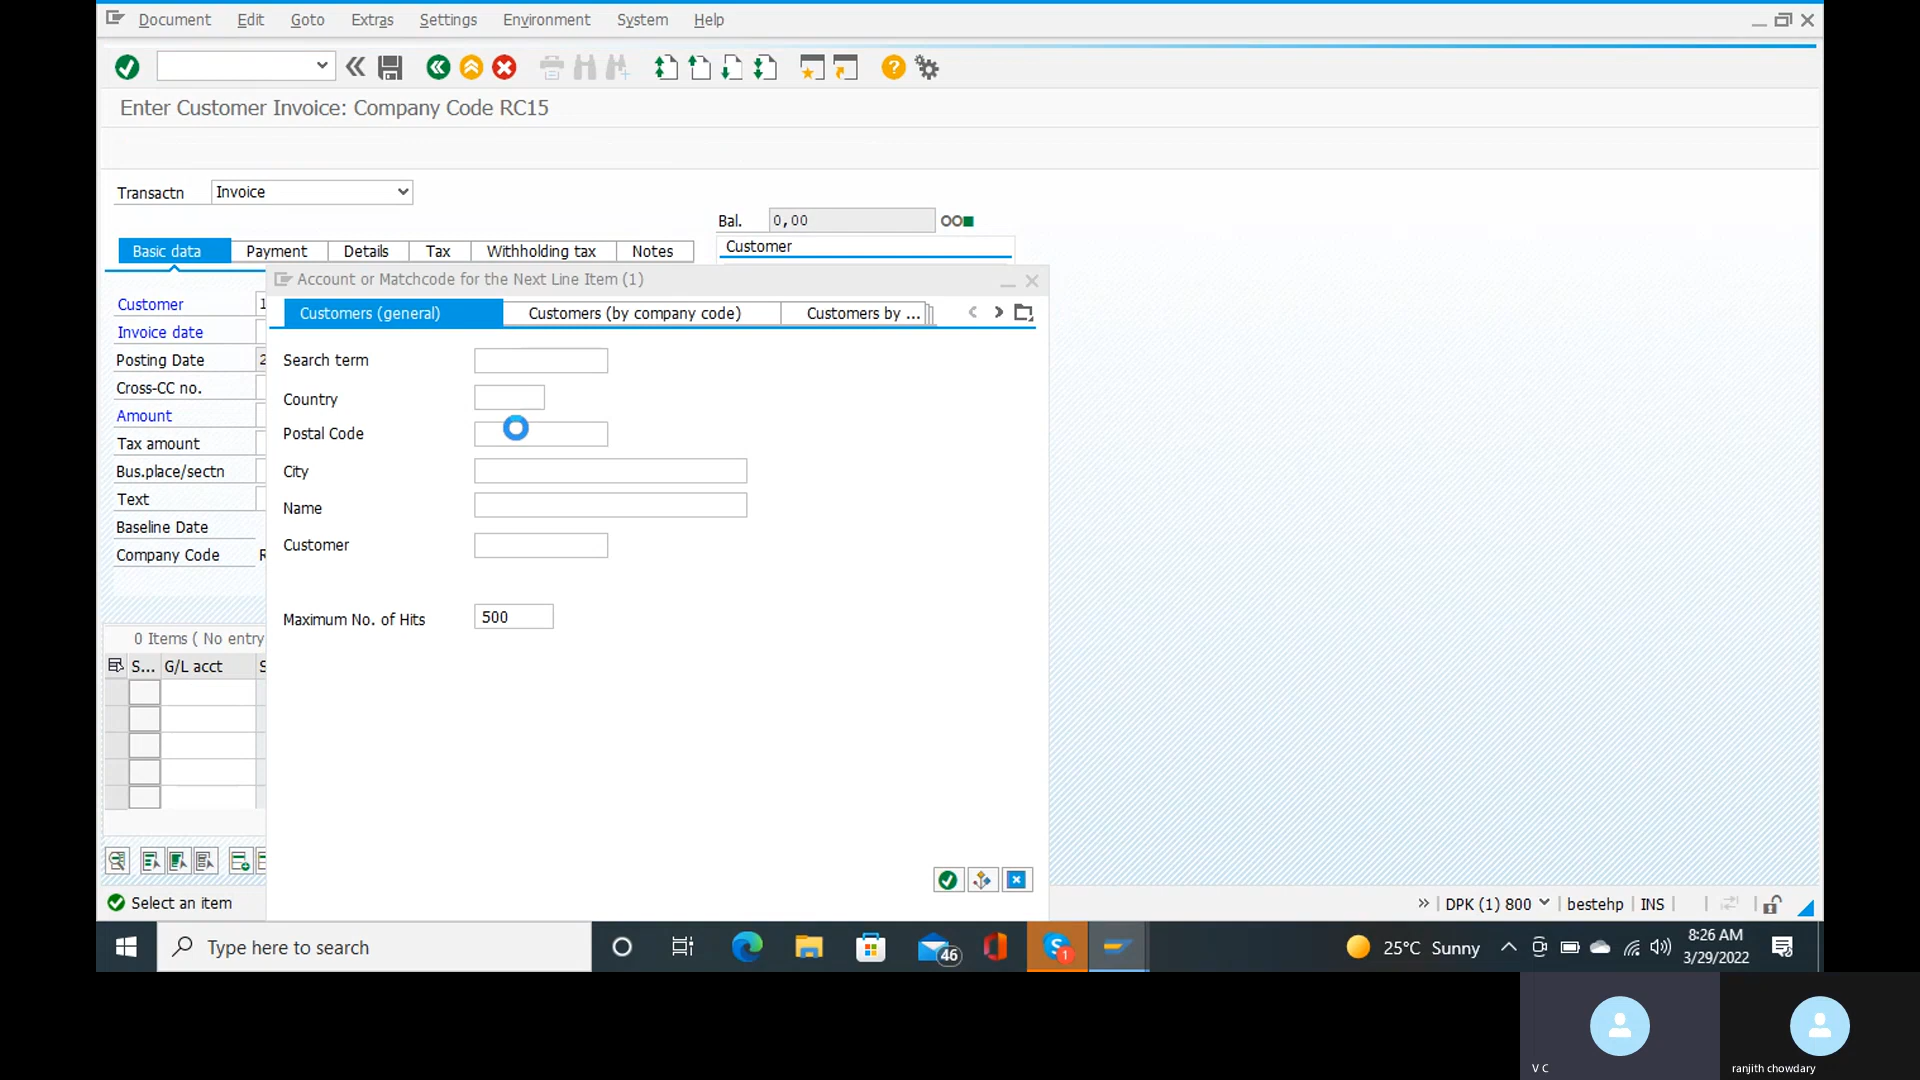 Document Edit Goto Extras Settings Environment System Help
Enter Customer Invoice: Company Code RC15
Transactn Invoice
Bal. 0,00
Basic data Payment Details Tax Withholding tax Notes
Customer
Account or Matchcode for the Next Line Item (1)
Customers (general) Customers (by company code) Customers by ...
Customer 1
Invoice date
Posting Date 2
Cross-CC no.
Amount
Tax amount
Bus.place/sectn
Text
Baseline Date
Company Code R
Search term
Country
Postal Code
City
Name
Customer
Maximum No. of Hits 500
0 Items ( No entry
S... G/L acct S
Select an item
DPK (1) 800 bestehp INS
Type here to search
46
1
25°C Sunny
8:26 AM
3/29/2022
V C
ranjith chowdary